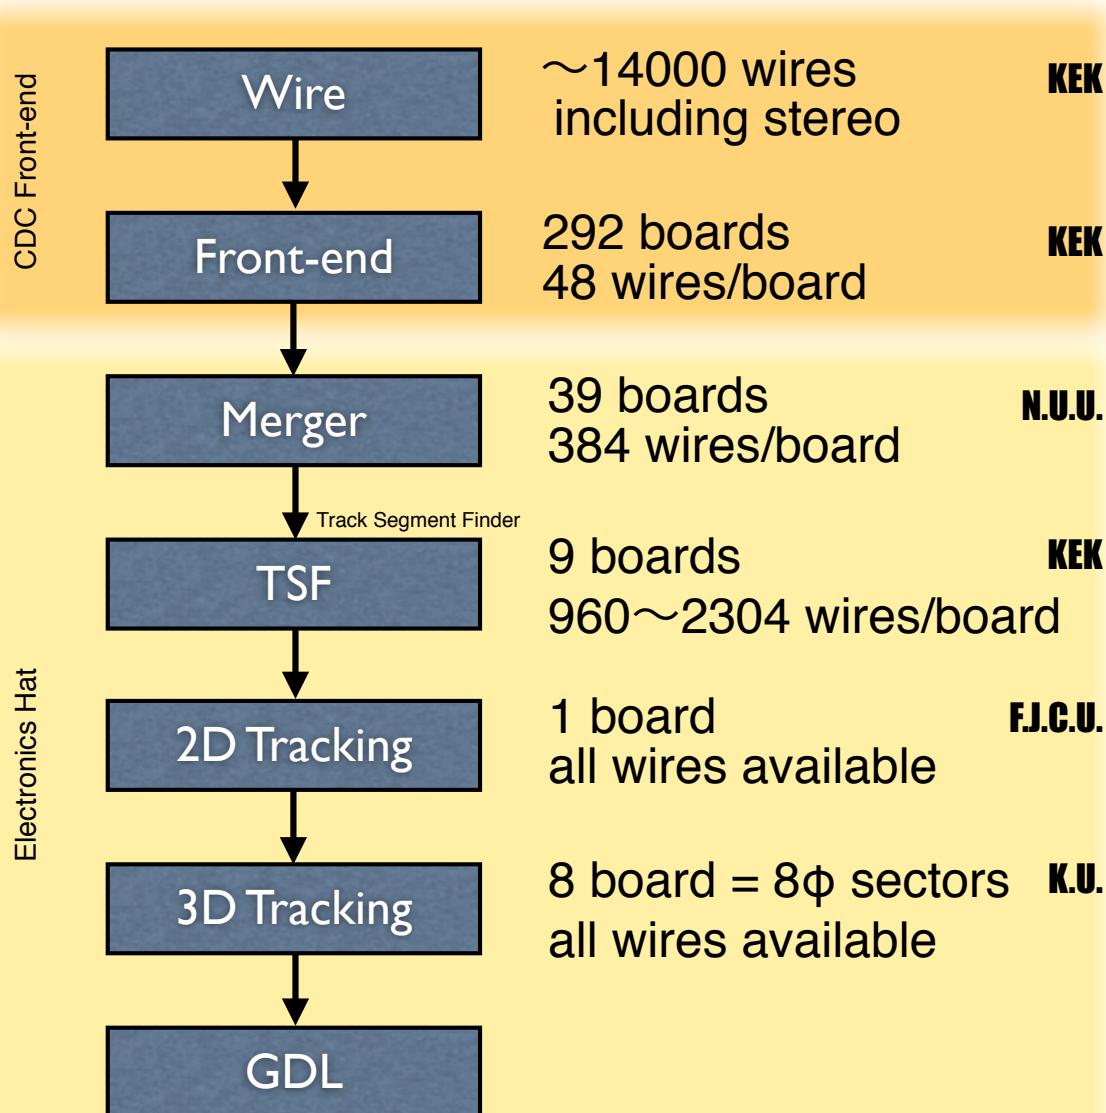 CDC Front-end
Wire
～14000 wires
including stereo
KEK
Front-end
292 boards
48 wires/board
KEK
Electronics Hat
Merger
39 boards
384 wires/board
N.U.U.
Track Segment Finder
TSF
9 boards
960～2304 wires/board
KEK
2D Tracking
1 board
all wires available
F.J.C.U.
3D Tracking
8 board = 8φ sectors
all wires available
K.U.
GDL